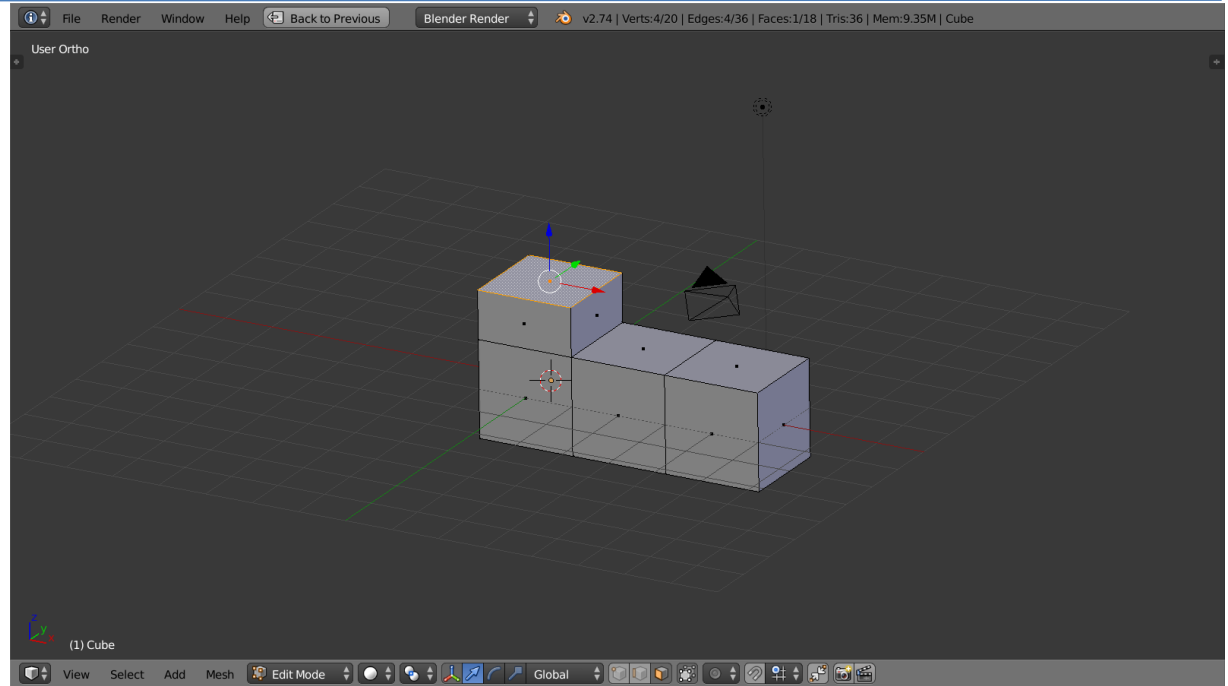 File Render Window Help Back to Previous Blender Render v2.74 | Verts:4/20 | Edges:4/36 | Faces:1/18 | Tris:36 | Mem:9.35M | Cube
User Ortho
z
y
x
(1) Cube
View Select Add Mesh Edit Mode Global